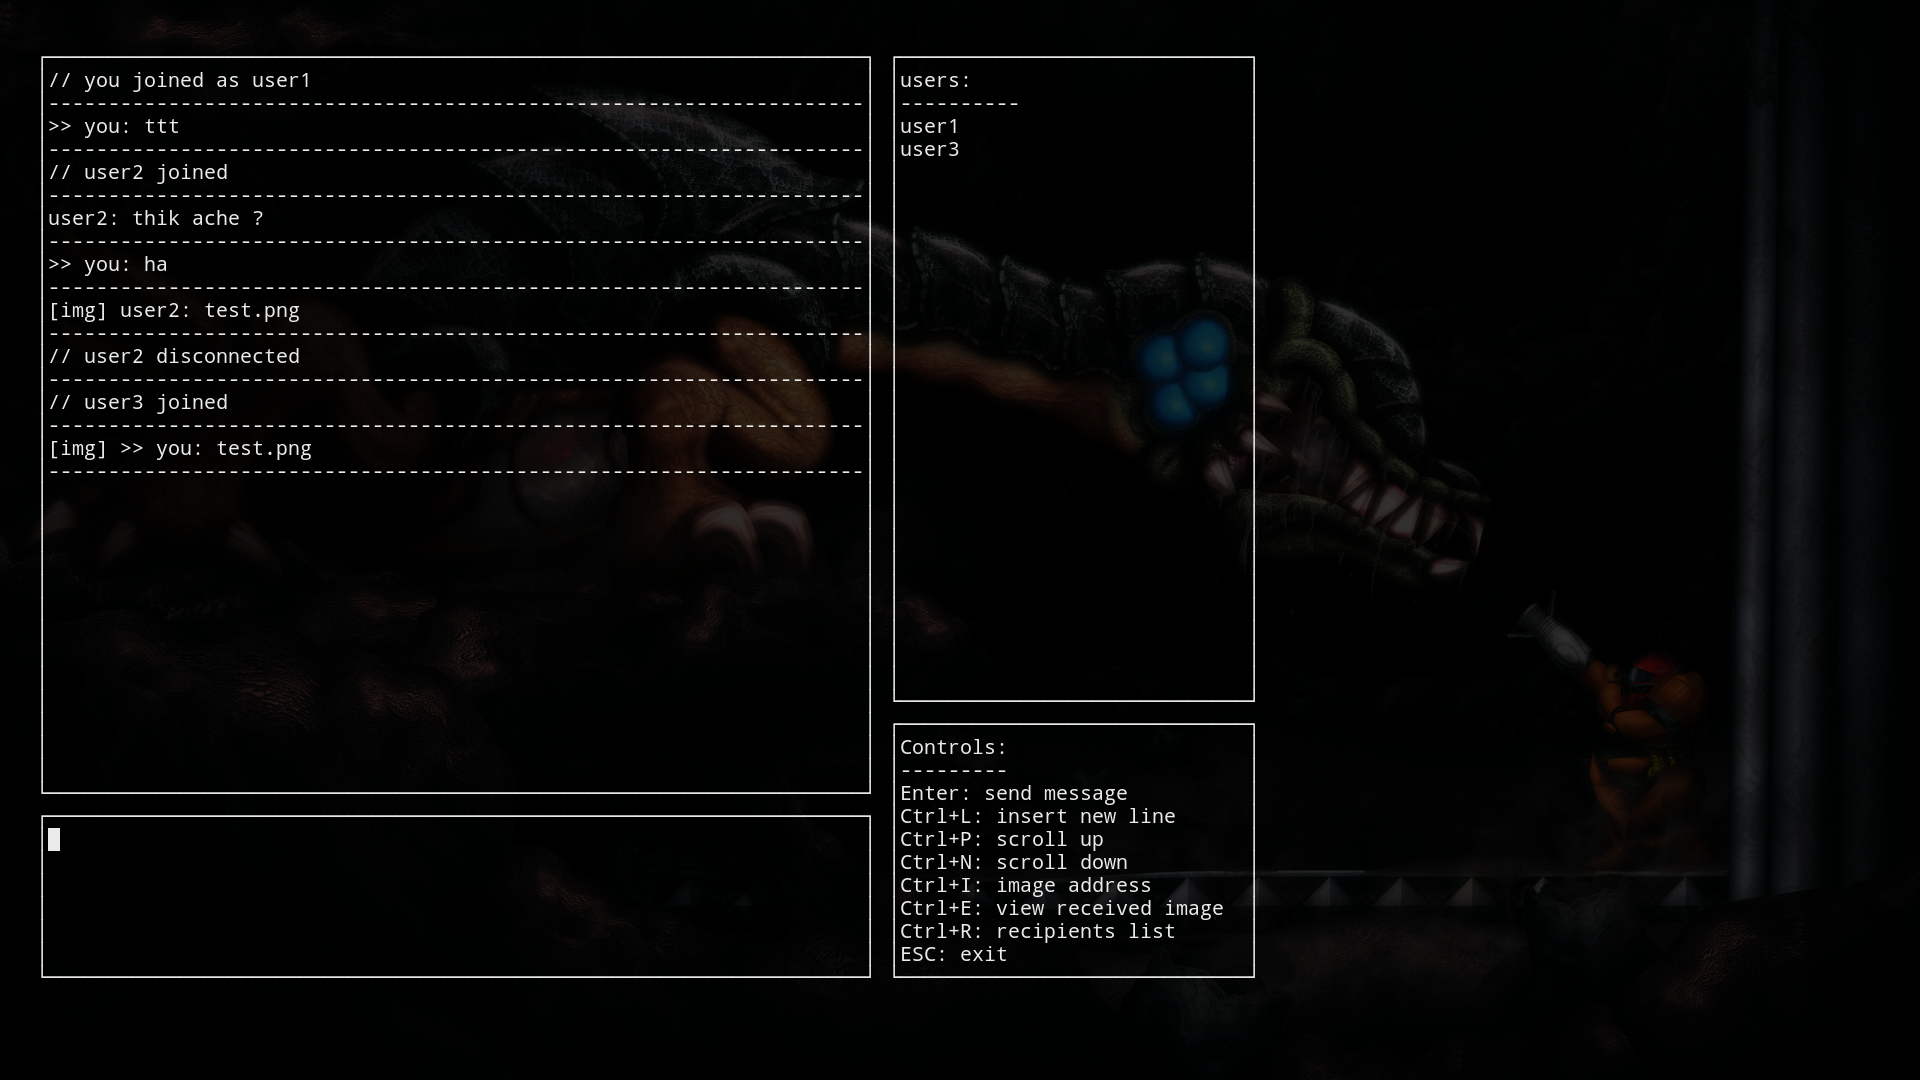 // you joined as user1
--------------------------------------------------------------------
>> you: ttt
--------------------------------------------------------------------
// user2 joined
--------------------------------------------------------------------
user2: thik ache ?
--------------------------------------------------------------------
>> you: ha
--------------------------------------------------------------------
[img] user2: test.png
--------------------------------------------------------------------
// user2 disconnected
--------------------------------------------------------------------
// user3 joined
--------------------------------------------------------------------
[img] >> you: test.png
--------------------------------------------------------------------
users:
----------
user1
user3
Controls:
---------
Enter: send message
Ctrl+L: insert new line
Ctrl+P: scroll up
Ctrl+N: scroll down
Ctrl+I: image address
Ctrl+E: view received image
Ctrl+R: recipients list
ESC: exit